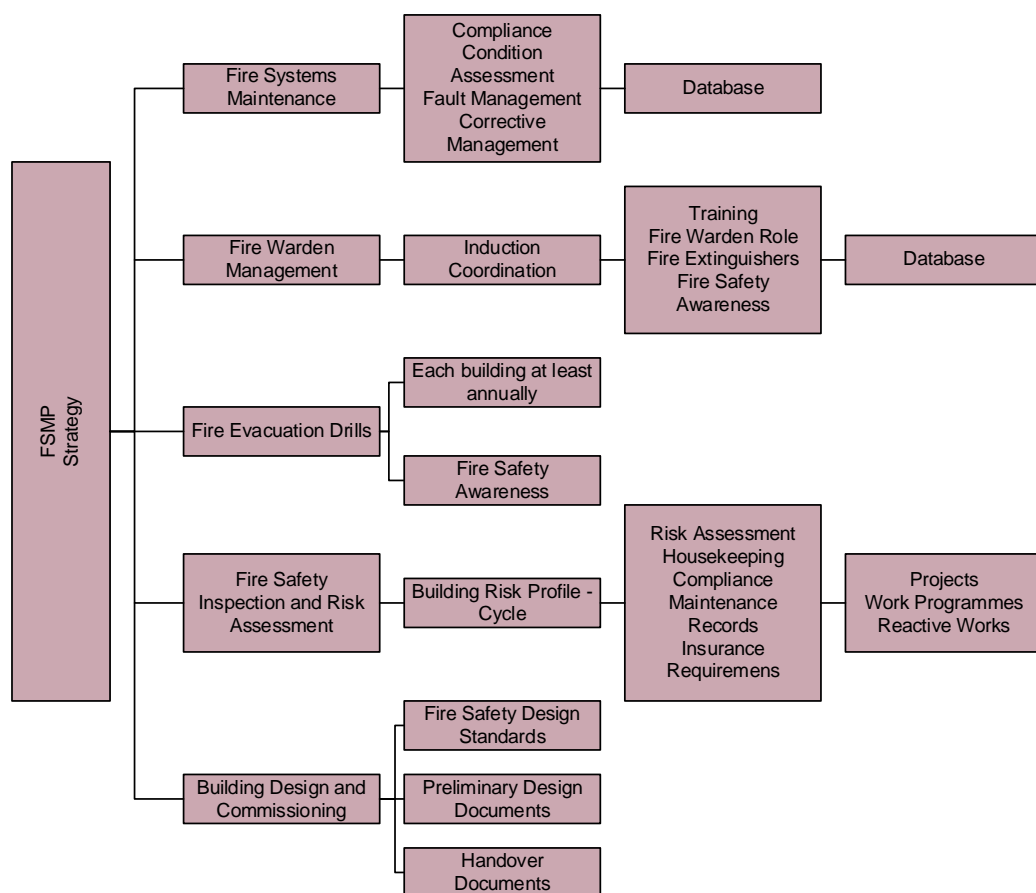 FSMP
Strategy
Fire Systems
Maintenance
Compliance
Condition
Assessment
Fault Management
Corrective
Management
Database
Fire Warden
Management
Induction
Coordination
Training
Fire Warden Role
Fire Extinguishers
Fire Safety
Awareness
Database
Fire Evacuation Drills
Each building at least
annually
Fire Safety
Awareness
Fire Safety
Inspection and Risk
Assessment
Building Risk Profile -
Cycle
Risk Assessment
Housekeeping
Compliance
Maintenance
Records
Insurance
Requiremens
Projects
Work Programmes
Reactive Works
Building Design and
Commissioning
Fire Safety Design
Standards
Preliminary Design
Documents
Handover
Documents